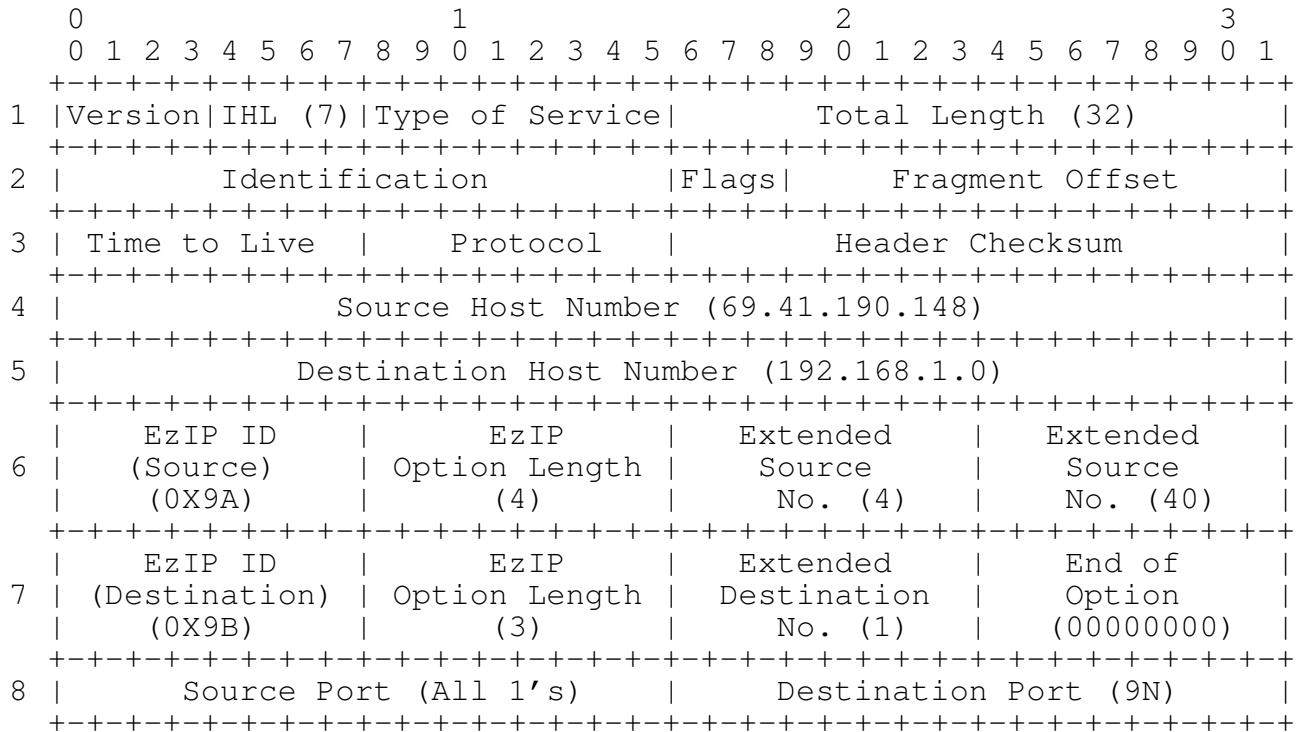 0                   1                   2                   3
    0 1 2 3 4 5 6 7 8 9 0 1 2 3 4 5 6 7 8 9 0 1 2 3 4 5 6 7 8 9 0 1
   +-+-+-+-+-+-+-+-+-+-+-+-+-+-+-+-+-+-+-+-+-+-+-+-+-+-+-+-+-+-+-+-+
1  |Version|IHL (7)|Type of Service|       Total Length (32)       |
   +-+-+-+-+-+-+-+-+-+-+-+-+-+-+-+-+-+-+-+-+-+-+-+-+-+-+-+-+-+-+-+-+
2  |        Identification         |Flags|     Fragment Offset     |
   +-+-+-+-+-+-+-+-+-+-+-+-+-+-+-+-+-+-+-+-+-+-+-+-+-+-+-+-+-+-+-+-+
3  | Time to Live  |   Protocol    |        Header Checksum        |
   +-+-+-+-+-+-+-+-+-+-+-+-+-+-+-+-+-+-+-+-+-+-+-+-+-+-+-+-+-+-+-+-+
4  |              Source Host Number (69.41.190.148)               |
   +-+-+-+-+-+-+-+-+-+-+-+-+-+-+-+-+-+-+-+-+-+-+-+-+-+-+-+-+-+-+-+-+
5  |            Destination Host Number (192.168.1.0)              |
   +-+-+-+-+-+-+-+-+-+-+-+-+-+-+-+-+-+-+-+-+-+-+-+-+-+-+-+-+-+-+-+-+
   |    EzIP ID    |     EzIP      |   Extended    |   Extended    |
6  |   (Source)    | Option Length |    Source     |    Source     |
   |    (0X9A)     |      (4)      |     No. (4)   |    No. (40)   |
   +-+-+-+-+-+-+-+-+-+-+-+-+-+-+-+-+-+-+-+-+-+-+-+-+-+-+-+-+-+-+-+-+
   |    EzIP ID    |     EzIP      |   Extended    |    End of     |
7  | (Destination) | Option Length |  Destination  |    Option     |
   |    (0X9B)     |      (3)      |     No. (1)   |   (00000000)  |
   +-+-+-+-+-+-+-+-+-+-+-+-+-+-+-+-+-+-+-+-+-+-+-+-+-+-+-+-+-+-+-+-+
8  |      Source Port (All 1’s)    |     Destination Port (9N)     |
   +-+-+-+-+-+-+-+-+-+-+-+-+-+-+-+-+-+-+-+-+-+-+-+-+-+-+-+-+-+-+-+-+